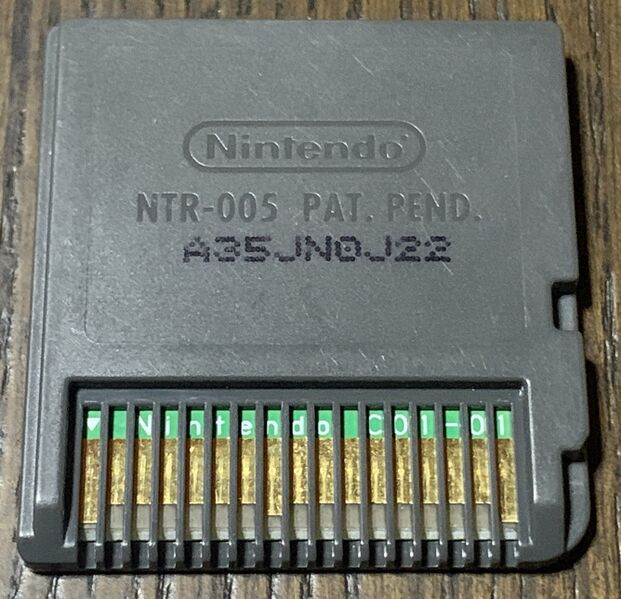 Nintendo
NTR-005 PAT. PEND.
A35JN0J22
Nintendo C01-01